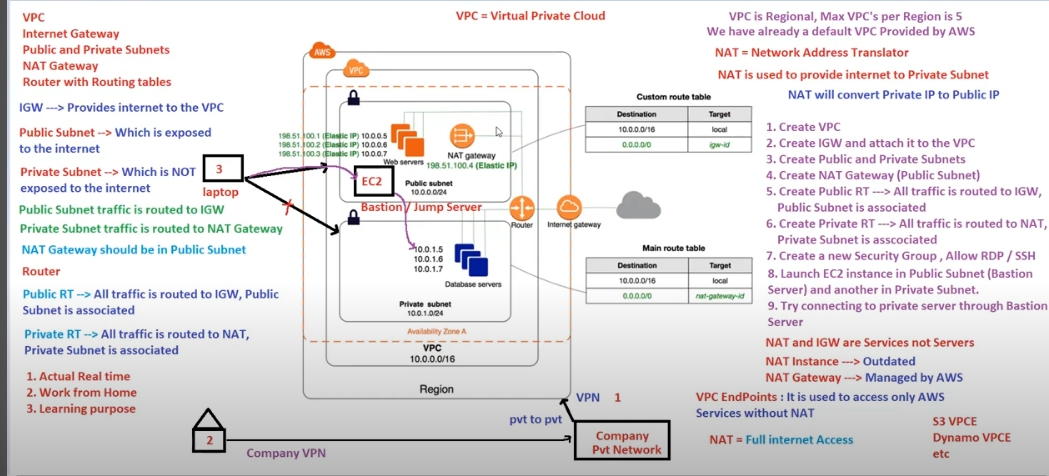 VPC
Internet Gateway
Public and Private Subnets
NAT Gateway
Router with Routing tables
IGW ---> Provides internet to the VPC
Public Subnet --> Which is exposed
to the internet
Private Subnet --> Which is NOT
exposed to the internet
Public Subnet traffic is routed to IGW
Private Subnet traffic is routed to NAT Gateway
NAT Gateway should be in Public Subnet
Router
Public RT --> All traffic is routed to IGW, Public
Subnet is associated
Private RT --> All traffic is routed to NAT,
Private Subnet is associated
1. Actual Real time
2. Work from Home
3. Learning purpose
VPC = Virtual Private Cloud
AWS
VPC
198.51.100.1 (Elastic IP) 10.0.0.5
198.51.100.2 (Elastic IP) 10.0.0.6
198.51.100.3 (Elastic IP) 10.0.0.7
Web servers
NAT gateway
198.51.100.4 (Elastic IP)
3
laptop
EC2
Public subnet
10.0.0.0/24
Bastion / Jump Server
Router
Internet gateway
10.0.1.5
10.0.1.6
10.0.1.7
Database servers
Private subnet
10.0.1.0/24
Availability Zone A
VPC
10.0.0.0/16
Region
VPN 1
pvt to pvt
2
Company VPN
Company
Pvt Network
Custom route table
Destination Target
10.0.0.0/16 local
0.0.0.0/0 igw-id
Main route table
Destination Target
10.0.0.0/16 local
0.0.0.0/0 nat-gateway-id
VPC is Regional, Max VPC's per Region is 5
We have already a default VPC Provided by AWS
NAT = Network Address Translator
NAT is used to provide internet to Private Subnet
NAT will convert Private IP to Public IP
1. Create VPC
2. Create IGW and attach it to the VPC
3. Create Public and Private Subnets
4. Create NAT Gateway (Public Subnet)
5. Create Public RT ---> All traffic is routed to IGW,
Public Subnet is associated
6. Create Private RT ---> All traffic is routed to NAT,
Private Subnet is asscociated
7. Create a new Security Group , Allow RDP / SSH
8. Launch EC2 instance in Public Subnet (Bastion
Server) and another in Private Subnet.
9. Try connecting to private server through Bastion
Server
NAT and IGW are Services not Servers
NAT Instance ---> Outdated
NAT Gateway ---> Managed by AWS
VPC EndPoints : It is used to access only AWS
Services without NAT
NAT = Full internet Access
S3 VPCE
Dynamo VPCE
etc